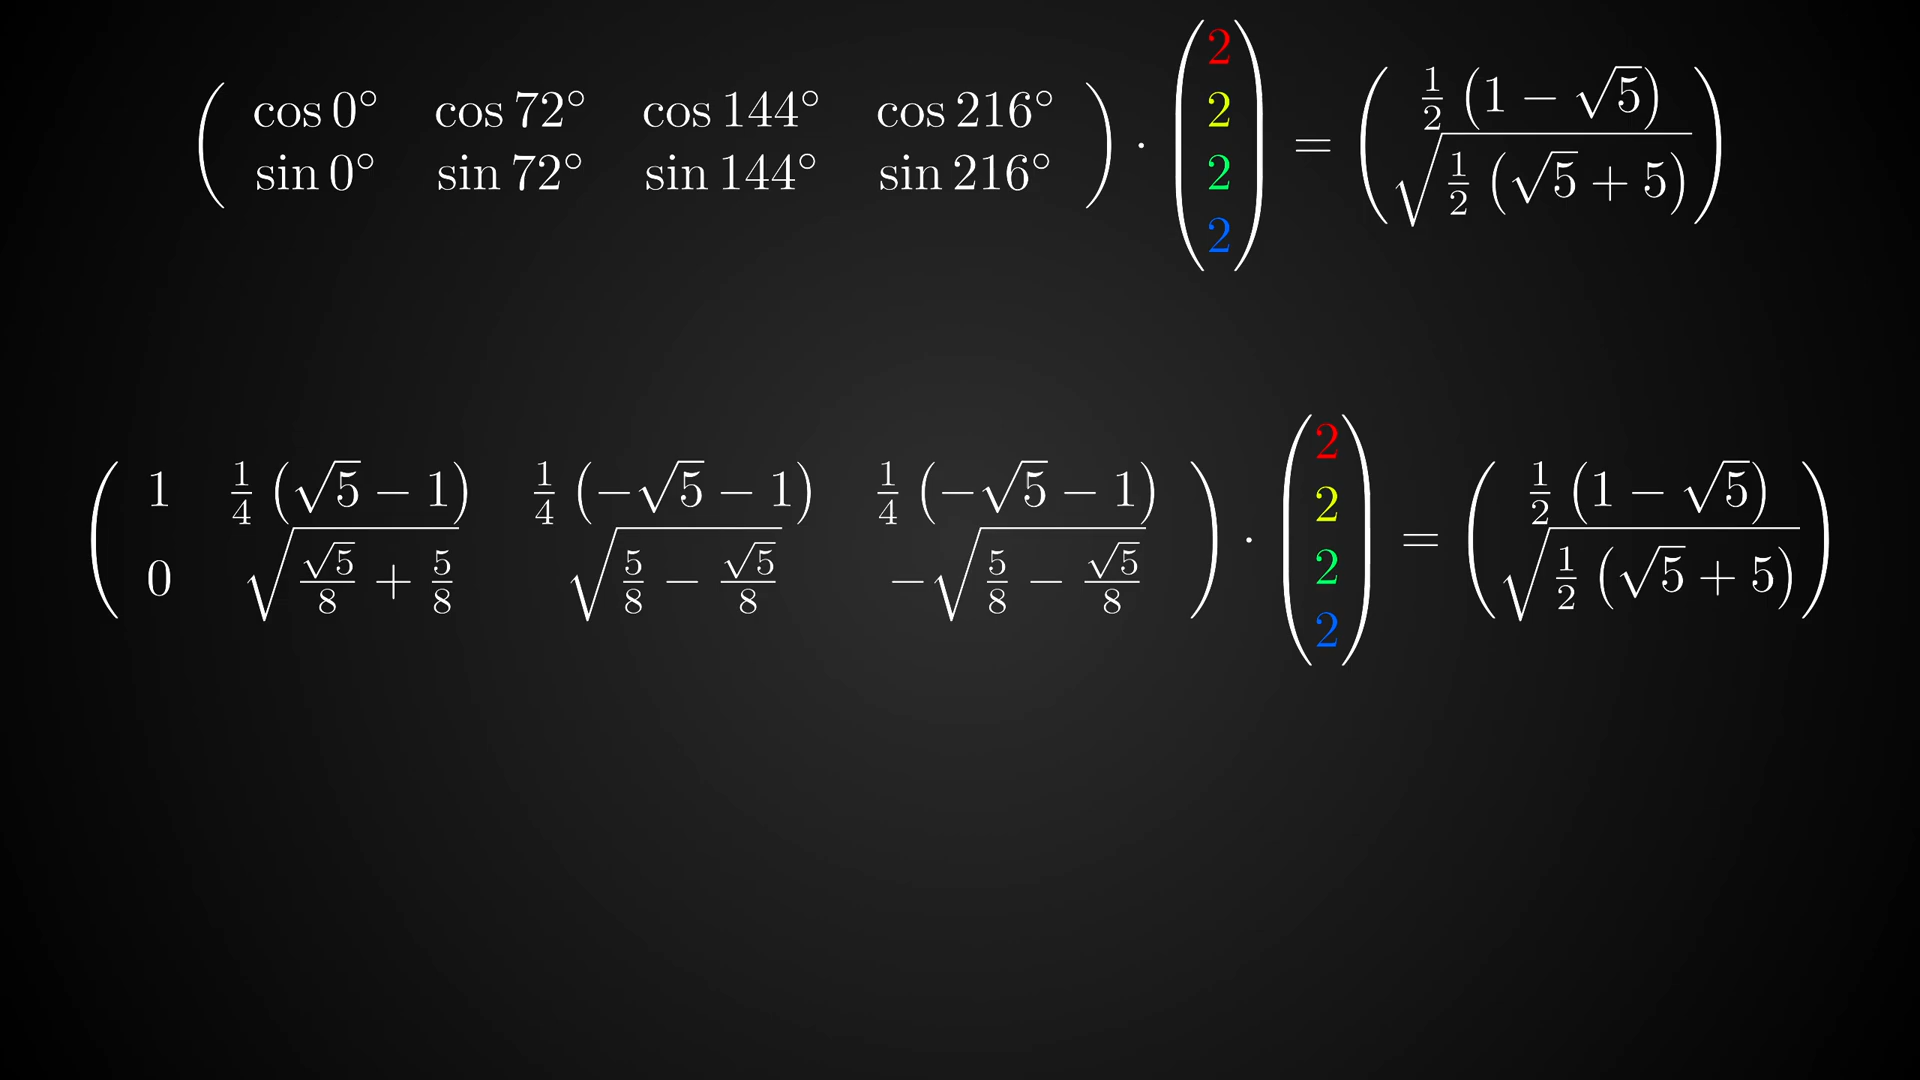 ( cos 0° cos 72° cos 144° cos 216° ) · ( 2 ) = ( ½ (1 − √5) )
( sin 0° sin 72° sin 144° sin 216° ) ( 2 ) ( √(½ (√5 + 5)) )
2
2
( 1 ¼ (√5 − 1) ¼ (−√5 − 1) ¼ (−√5 − 1) ) · ( 2 ) = ( ½ (1 − √5) )
( 0 √(√5/8 + 5/8) √(5/8 − √5/8) −√(5/8 − √5/8) ) ( 2 ) ( √(½ (√5 + 5)) )
2
2